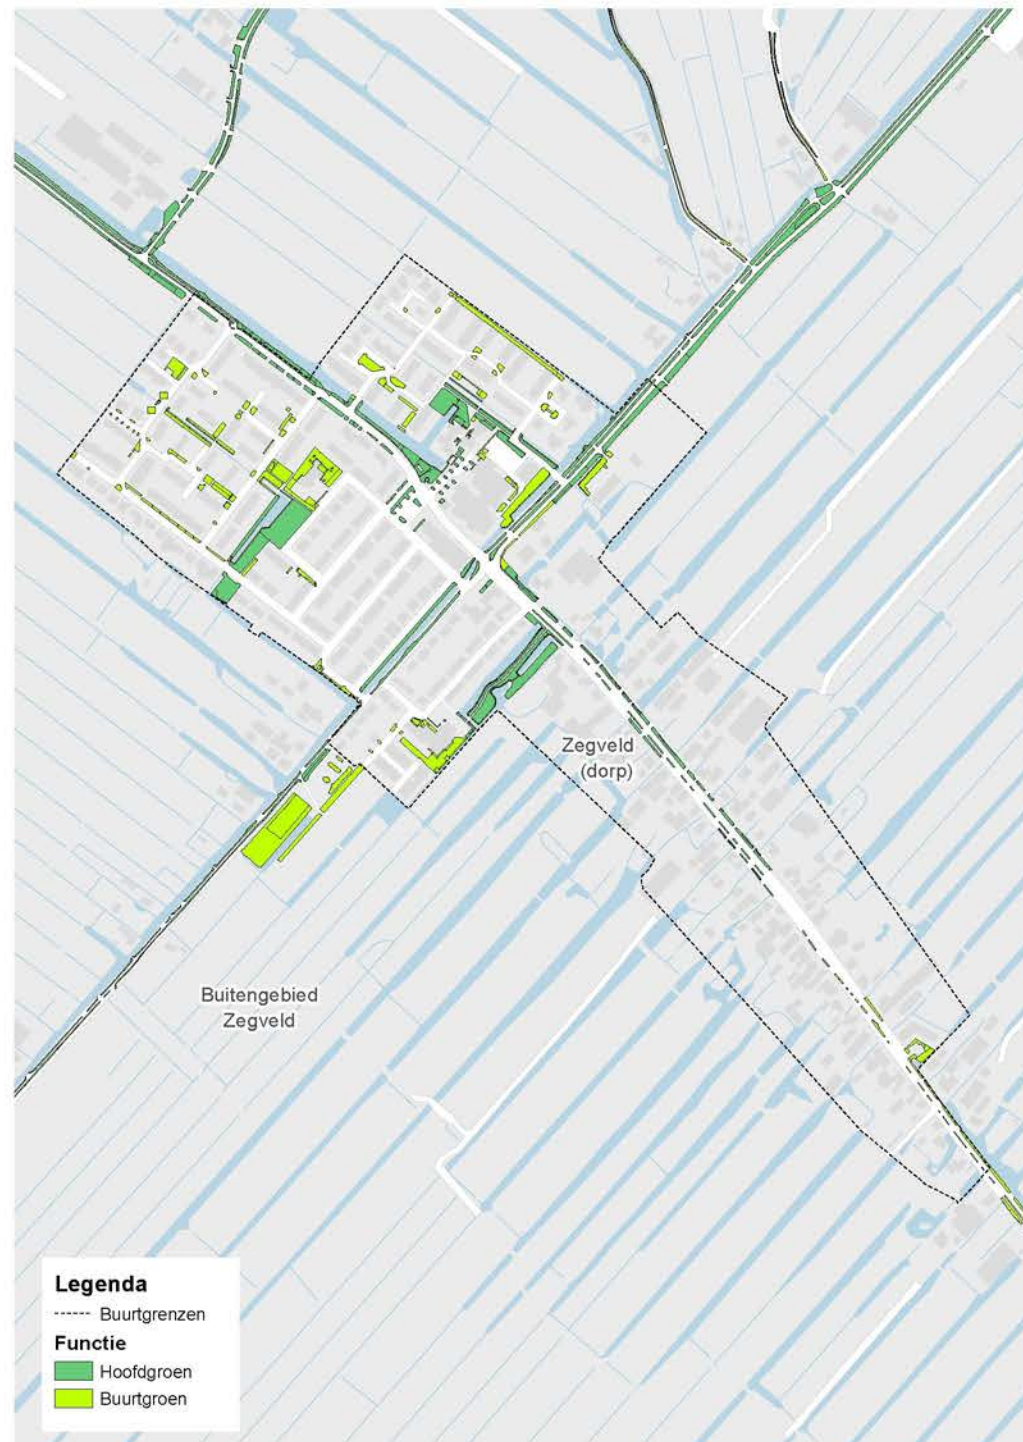 Zegveld
(dorp)
Buitengebied
Zegveld
Legenda
Buurtgrenzen
Functie
Hoofdgroen
Buurtgroen